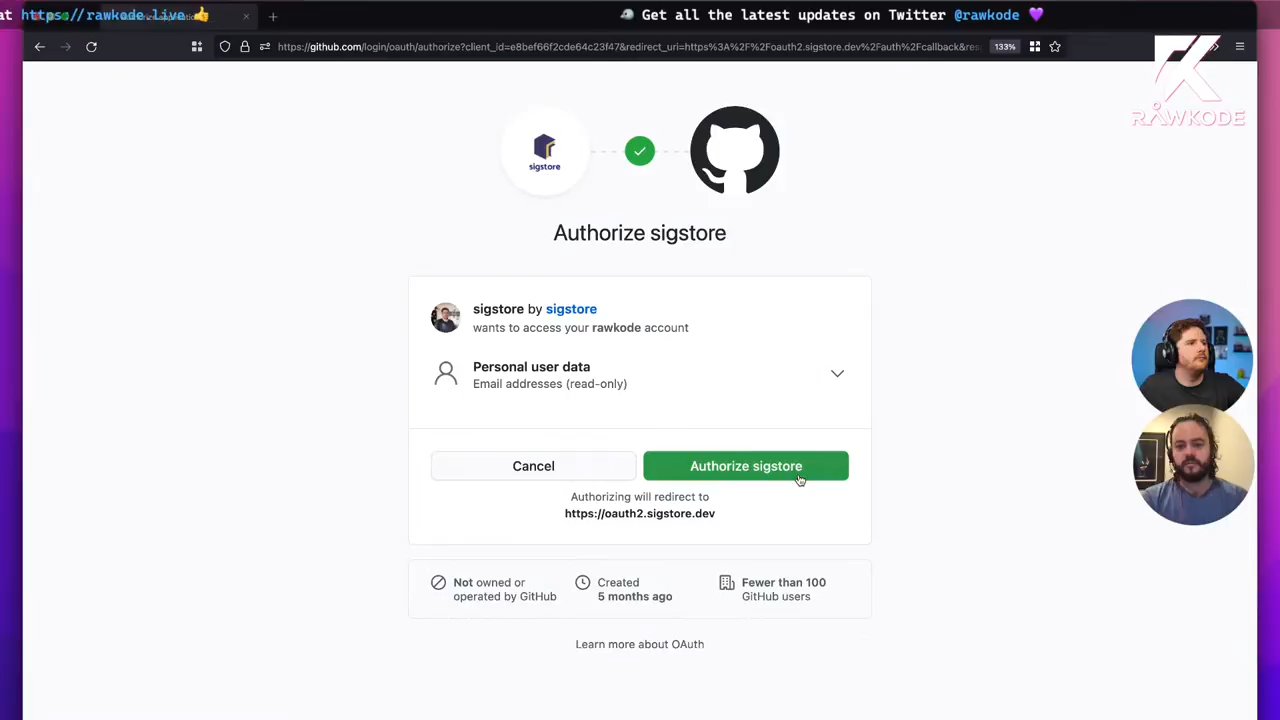 at https://rawkode.live 👍
Get all the latest updates on Twitter @rawkode 💜
https://github.com/login/oauth/authorize?client_id=e8bef66f2cde64c23f47&redirect_uri=https%3A%2F%2Foauth2.sigstore.dev%2Fauth%2Fcallback&res
133%
RAWKODE
sigstore
Authorize sigstore
sigstore by sigstore
wants to access your rawkode account
Personal user data
Email addresses (read-only)
Cancel
Authorize sigstore
Authorizing will redirect to
https://oauth2.sigstore.dev
Not owned or
operated by GitHub
Created
5 months ago
Fewer than 100
GitHub users
Learn more about OAuth